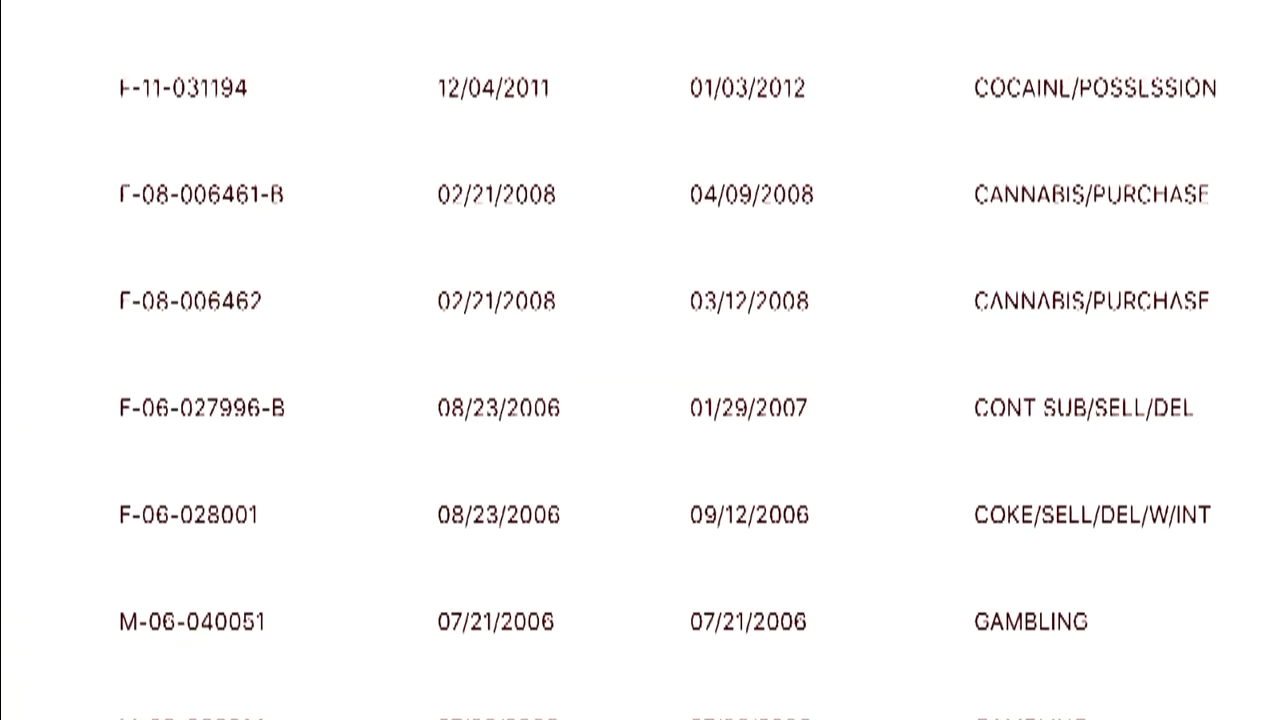 F-11-031194 12/04/2011 01/03/2012 COCAINE/POSSESSION
F-08-006461-B 02/21/2008 04/09/2008 CANNABIS/PURCHASE
F-08-006462 02/21/2008 03/12/2008 CANNABIS/PURCHASE
F-06-027996-B 08/23/2006 01/29/2007 CONT SUB/SELL/DEL
F-06-028001 08/23/2006 09/12/2006 COKE/SELL/DEL/W/INT
M-06-040051 07/21/2006 07/21/2006 GAMBLING